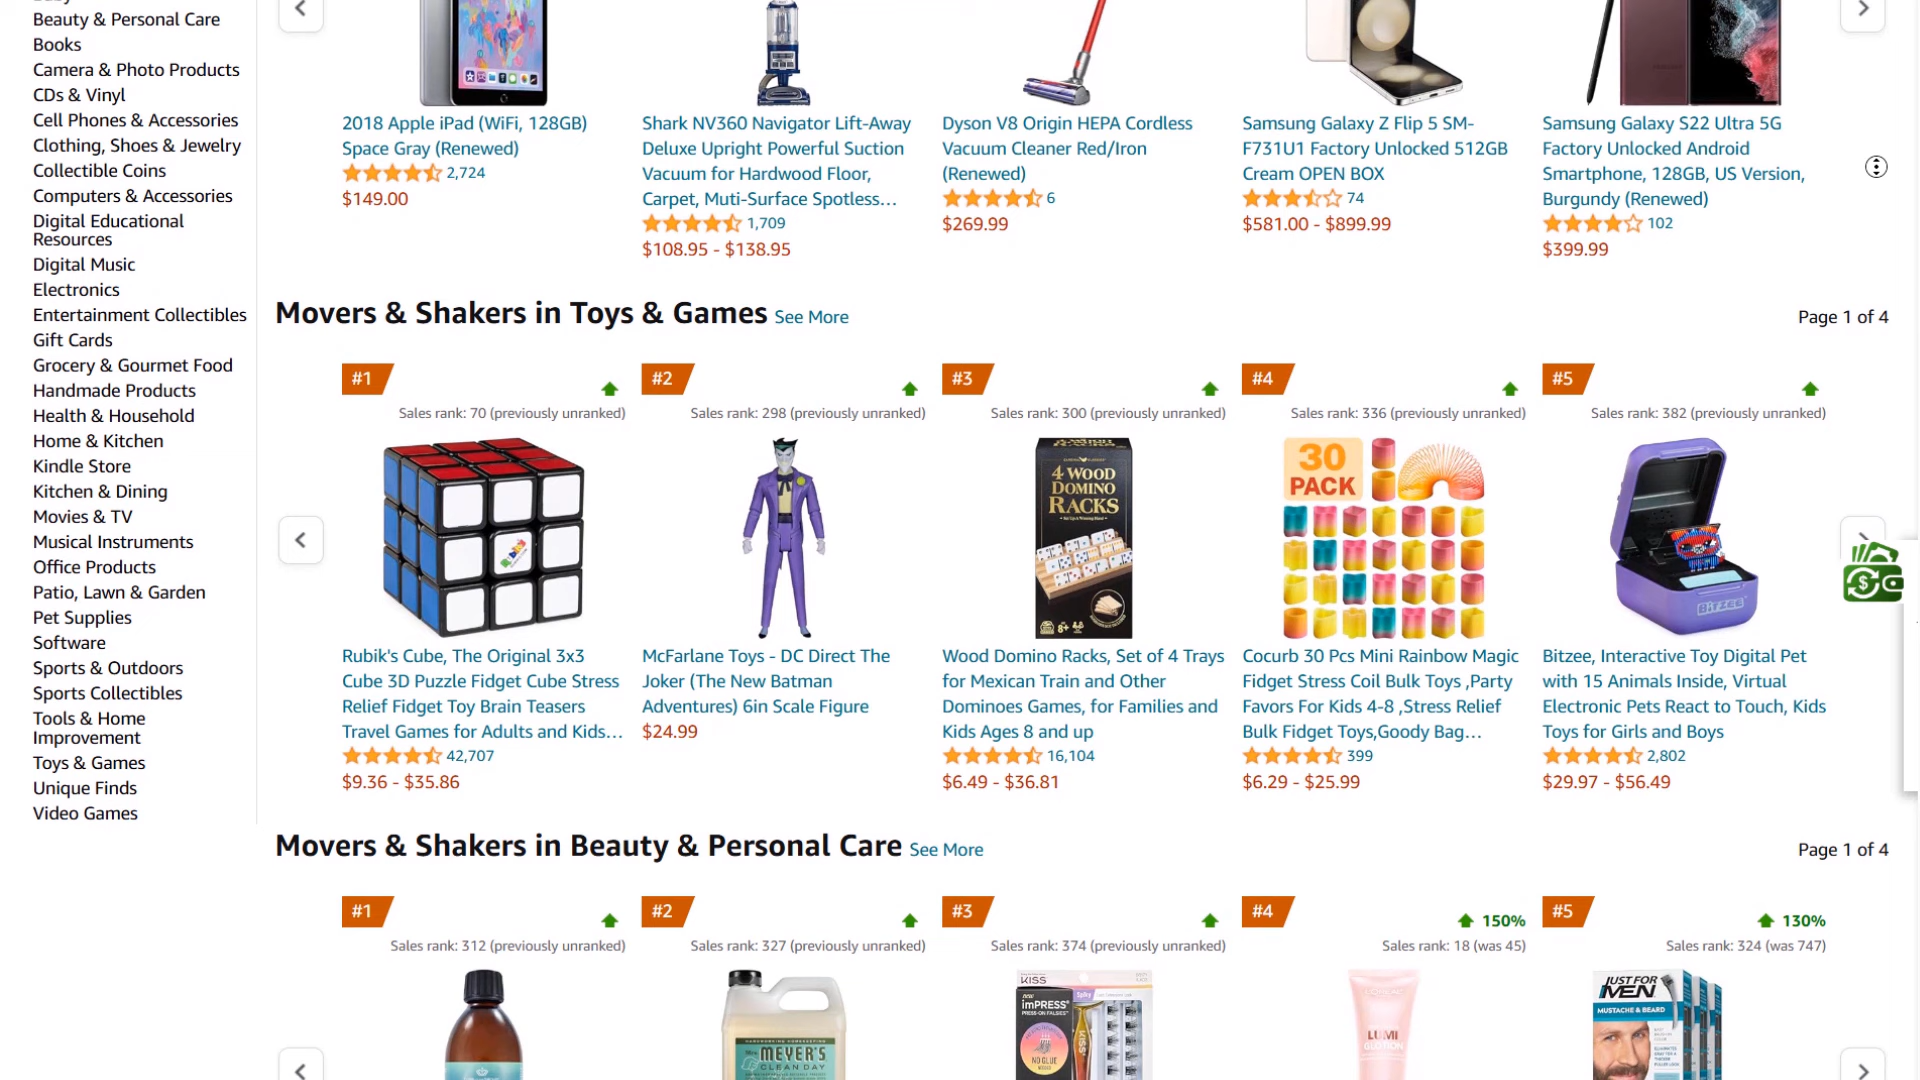 Beauty & Personal Care
Books
Camera & Photo Products
CDs & Vinyl
Cell Phones & Accessories
Clothing, Shoes & Jewelry
Collectible Coins
Computers & Accessories
Digital Educational
Resources
Digital Music
Electronics
Entertainment Collectibles
Gift Cards
Grocery & Gourmet Food
Handmade Products
Health & Household
Home & Kitchen
Kindle Store
Kitchen & Dining
Movies & TV
Musical Instruments
Office Products
Patio, Lawn & Garden
Pet Supplies
Software
Sports & Outdoors
Sports Collectibles
Tools & Home
Improvement
Toys & Games
Unique Finds
Video Games
2018 Apple iPad (WiFi, 128GB)
Space Gray (Renewed)
2,724
$149.00
Shark NV360 Navigator Lift-Away
Deluxe Upright Powerful Suction
Vacuum for Hardwood Floor,
Carpet, Muti-Surface Spotless…
1,709
$108.95 - $138.95
Dyson V8 Origin HEPA Cordless
Vacuum Cleaner Red/Iron
(Renewed)
6
$269.99
Samsung Galaxy Z Flip 5 SM-
F731U1 Factory Unlocked 512GB
Cream OPEN BOX
74
$581.00 - $899.99
Samsung Galaxy S22 Ultra 5G
Factory Unlocked Android
Smartphone, 128GB, US Version,
Burgundy (Renewed)
102
$399.99
Movers & Shakers in Toys & Games See More
Page 1 of 4
#1
Sales rank: 70 (previously unranked)
Rubik's Cube, The Original 3x3
Cube 3D Puzzle Fidget Cube Stress
Relief Fidget Toy Brain Teasers
Travel Games for Adults and Kids…
42,707
$9.36 - $35.86
#2
Sales rank: 298 (previously unranked)
McFarlane Toys - DC Direct The
Joker (The New Batman
Adventures) 6in Scale Figure
$24.99
#3
Sales rank: 300 (previously unranked)
4 WOOD
DOMINO
RACKS
8+
Wood Domino Racks, Set of 4 Trays
for Mexican Train and Other
Dominoes Games, for Families and
Kids Ages 8 and up
16,104
$6.49 - $36.81
#4
Sales rank: 336 (previously unranked)
30
PACK
Cocurb 30 Pcs Mini Rainbow Magic
Fidget Stress Coil Bulk Toys ,Party
Favors For Kids 4-8 ,Stress Relief
Bulk Fidget Toys,Goody Bag…
399
$6.29 - $25.99
#5
Sales rank: 382 (previously unranked)
BITZEE
Bitzee, Interactive Toy Digital Pet
with 15 Animals Inside, Virtual
Electronic Pets React to Touch, Kids
Toys for Girls and Boys
2,802
$29.97 - $56.49
Movers & Shakers in Beauty & Personal Care See More
Page 1 of 4
#1
Sales rank: 312 (previously unranked)
#2
Sales rank: 327 (previously unranked)
MEYER'S
CLEAN DAY
#3
Sales rank: 374 (previously unranked)
KISS
imPRESS
PRESS-ON FALSIES
NO GLUE
#4
150%
Sales rank: 18 (was 45)
LUMI
GLOTION
#5
130%
Sales rank: 324 (was 747)
JUST FOR
MEN
MUSTACHE & BEARD